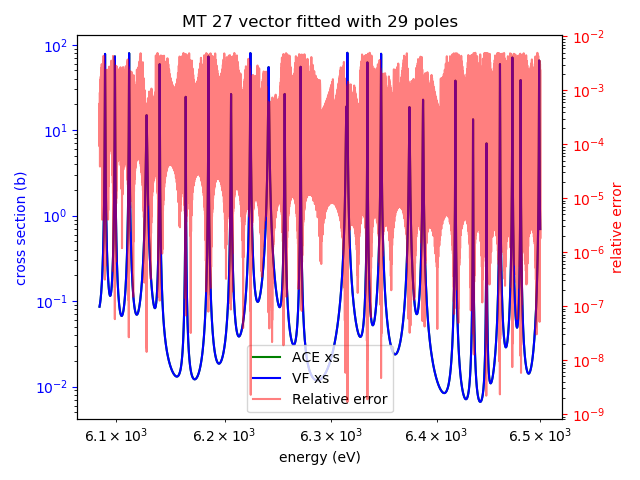 MT 27 vector fitted with 29 poles
cross section (b)
10²
10¹
10⁰
10⁻¹
10⁻²
relative error
10⁻²
10⁻³
10⁻⁴
10⁻⁵
10⁻⁶
10⁻⁷
10⁻⁸
10⁻⁹
ACE xs
VF xs
Relative error
6.1 × 10³ 6.2 × 10³ 6.3 × 10³ 6.4 × 10³ 6.5 × 10³
energy (eV)